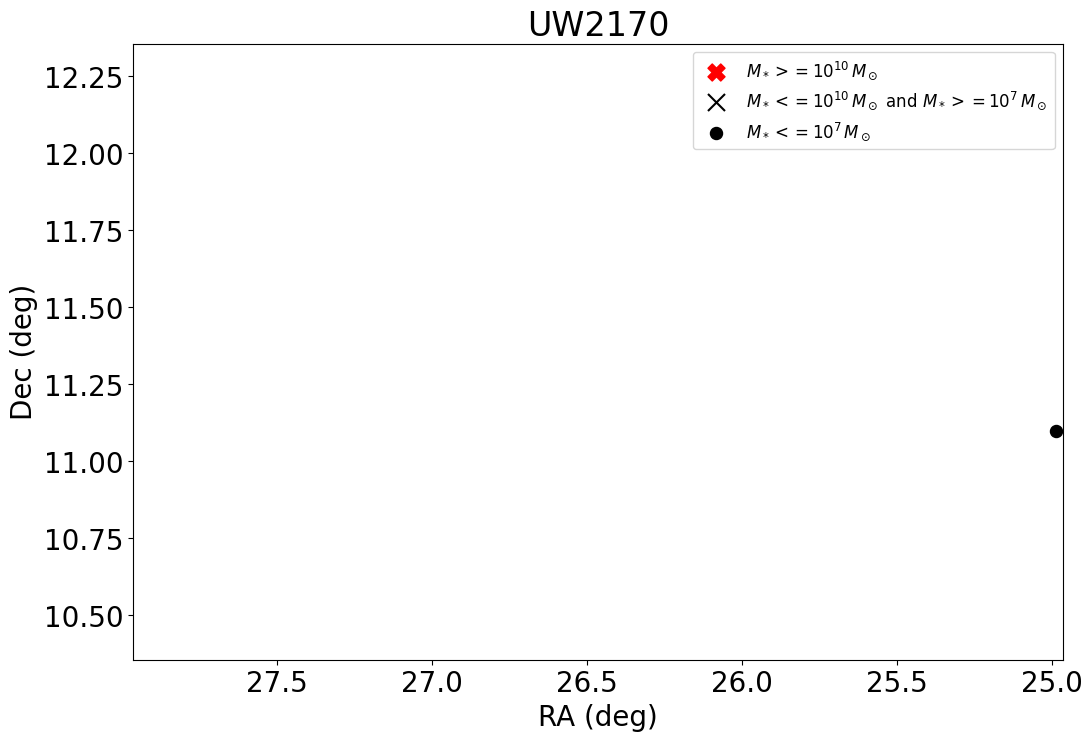 UW2170
12.25
12.00
11.75
11.50
11.25
11.00
10.75
10.50
Dec (deg)
M* >= 10^10 M⊙
M* <= 10^10 M⊙ and M* >= 10^7 M⊙
M* <= 10^7 M⊙
27.5 27.0 26.5 26.0 25.5 25.0
RA (deg)